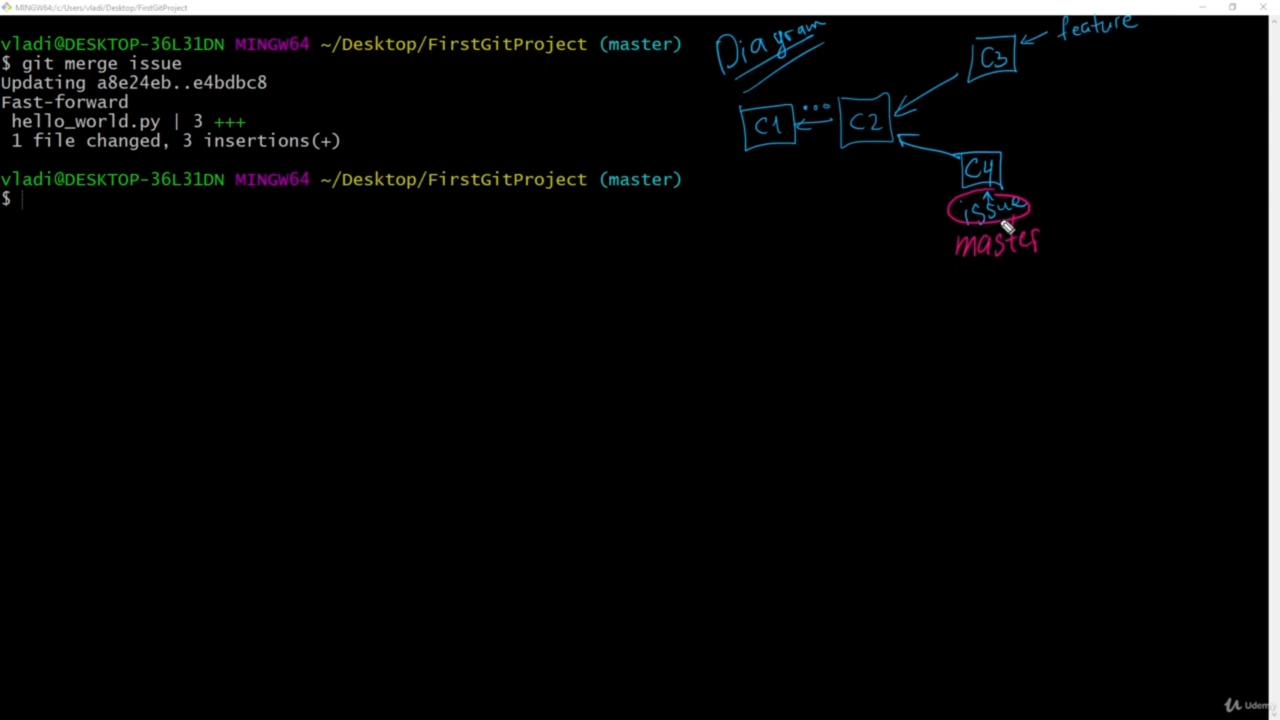 MINGW64:/c/Users/vladi/Desktop/FirstGitProject
vladi@DESKTOP-36L31DN MINGW64 ~/Desktop/FirstGitProject (master)
$ git merge issue
Updating a8e24eb..e4bdbc8
Fast-forward
hello_world.py | 3 +++
1 file changed, 3 insertions(+)
vladi@DESKTOP-36L31DN MINGW64 ~/Desktop/FirstGitProject (master)
$
Diagram
feature
C3
C1
...
C2
C4
issue
master
Udemy